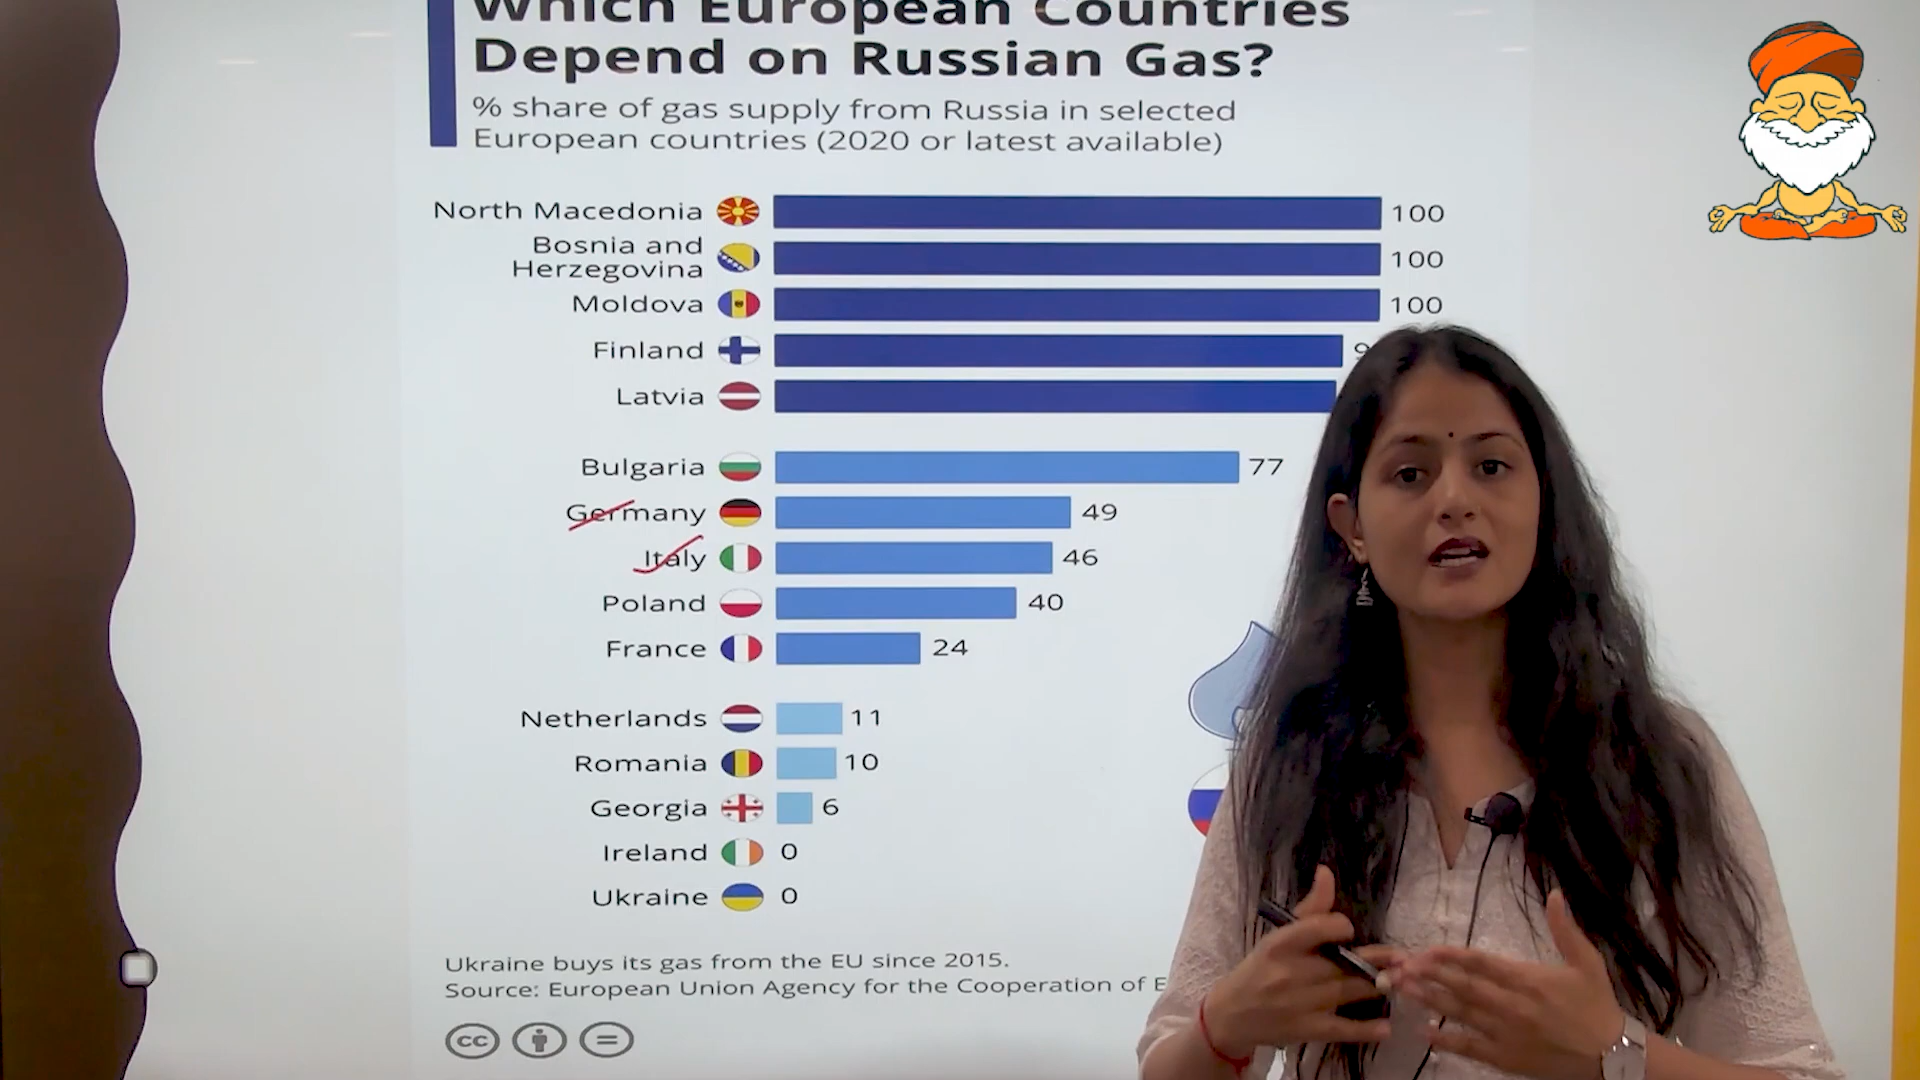 Which European Countries
Depend on Russian Gas?
% share of gas supply from Russia in selected
European countries (2020 or latest available)
North Macedonia 100
Bosnia and
Herzegovina 100
Moldova 100
Finland
Latvia
Bulgaria 77
Germany 49
Italy 46
Poland 40
France 24
Netherlands 11
Romania 10
Georgia 6
Ireland 0
Ukraine 0
Ukraine buys its gas from the EU since 2015.
Source: European Union Agency for the Cooperation of E
cc